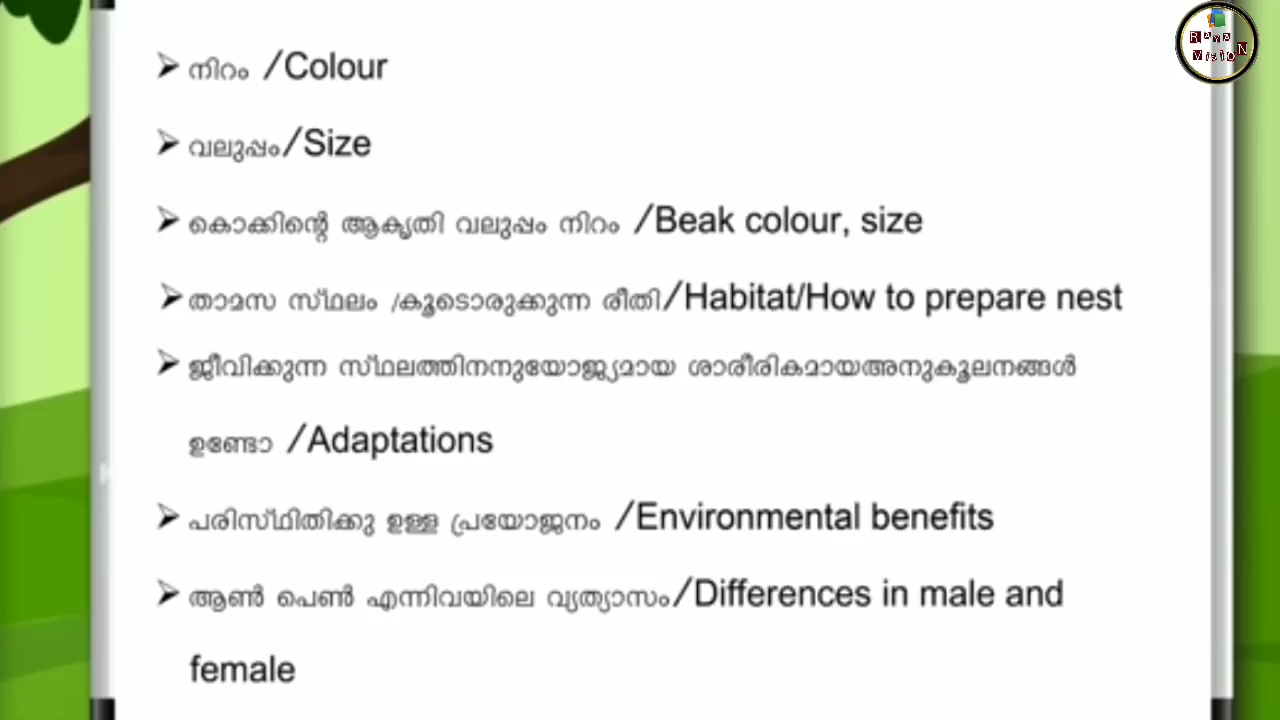 നിറം /Colour
വലുപ്പം/Size
കൊക്കിന്റെ ആകൃതി വലുപ്പം നിറം /Beak colour, size
താമസ സ്ഥലം /കൂടൊരുക്കുന്ന രീതി/Habitat/How to prepare nest
ജീവിക്കുന്ന സ്ഥലത്തിനനുയോജ്യമായ ശാരീരികമായഅനുകൂലനങ്ങൾ
ഉണ്ടോ /Adaptations
പരിസ്ഥിതിക്കു ഉള്ള പ്രയോജനം /Environmental benefits
ആൺ പെൺ എന്നിവയിലെ വ്യത്യാസം/Differences in male and
female
RAYAN
VISION